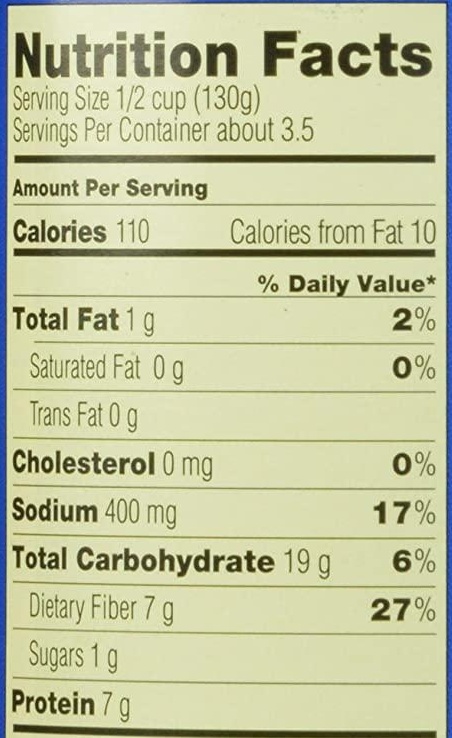 Nutrition Facts
Serving Size 1/2 cup (130g)
Servings Per Container about 3.5
Amount Per Serving
Calories 110 Calories from Fat 10
% Daily Value*
Total Fat 1 g 2%
Saturated Fat 0 g 0%
Trans Fat 0 g
Cholesterol 0 mg 0%
Sodium 400 mg 17%
Total Carbohydrate 19 g 6%
Dietary Fiber 7 g 27%
Sugars 1 g
Protein 7 g